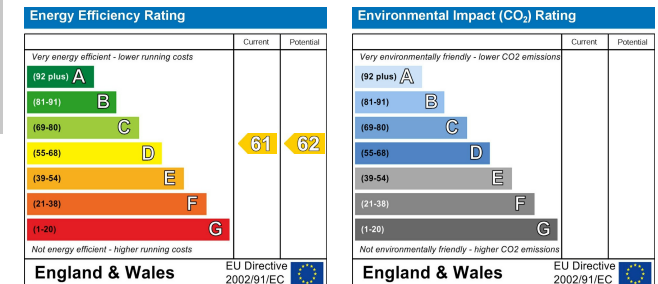 Energy Efficiency Rating
Current Potential
Very energy efficient - lower running costs
(92 plus) A
(81-91) B
(69-80) C
(55-68) D
61 62
(39-54) E
(21-38) F
(1-20) G
Not energy efficient - higher running costs
England & Wales
EU Directive
2002/91/EC
Environmental Impact (CO₂) Rating
Current Potential
Very environmentally friendly - lower CO2 emissions
(92 plus) A
(81-91) B
(69-80) C
(55-68) D
(39-54) E
(21-38) F
(1-20) G
Not environmentally friendly - higher CO2 emissions
England & Wales
EU Directive
2002/91/EC